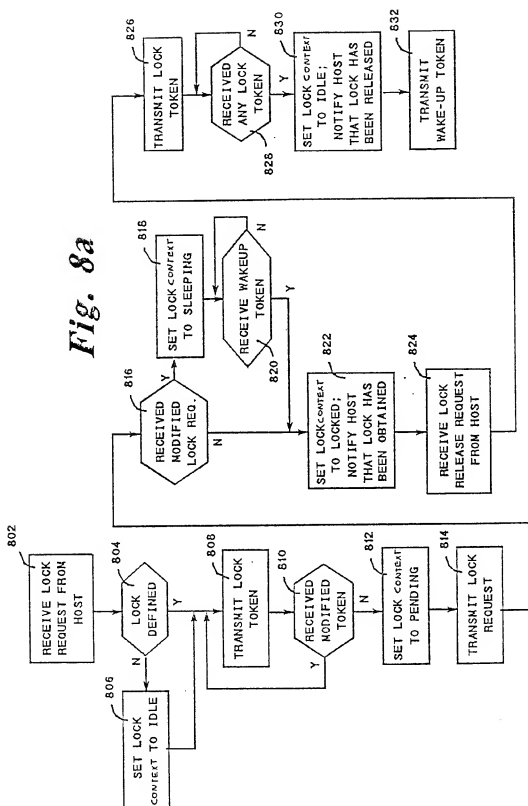 Fig. 8a
802
RECEIVE LOCK
REQUEST FROM
HOST
804
LOCK
DEFINED
N
Y
806
SET LOCK
CONTEXT TO IDLE
808
TRANSMIT LOCK
TOKEN
810
RECEIVED
MODIFIED
TOKEN
Y
N
812
SET LOCK CONTEXT
TO PENDING
814
TRANSMIT LOCK
REQUEST
816
RECEIVED
MODIFIED
LOCK REQ.
Y
N
818
SET LOCK CONTEXT
TO SLEEPING
RECEIVE WAKEUP
TOKEN
820
N
Y
822
SET LOCK CONTEXT
TO LOCKED;
NOTIFY HOST
THAT LOCK HAS
BEEN OBTAINED
824
RECEIVE LOCK
RELEASE REQUEST
FROM HOST
826
TRANSMIT LOCK
TOKEN
RECEIVED
ANY LOCK
TOKEN
828
N
Y
830
SET LOCK CONTEXT
TO IDLE;
NOTIFY HOST
THAT LOCK HAS
BEEN RELEASED
832
TRANSMIT
WAKE-UP TOKEN